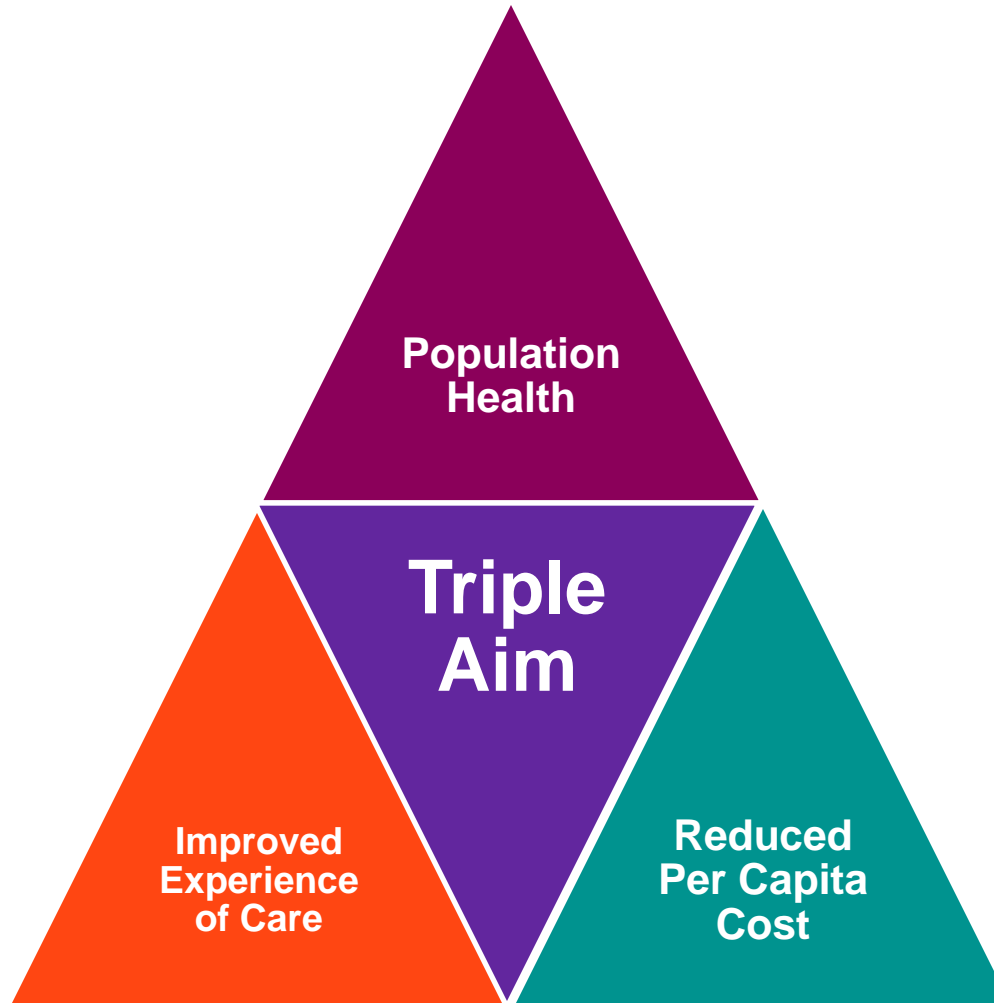 Population
Health
Triple
Aim
Improved
Experience
of Care
Reduced
Per Capita
Cost